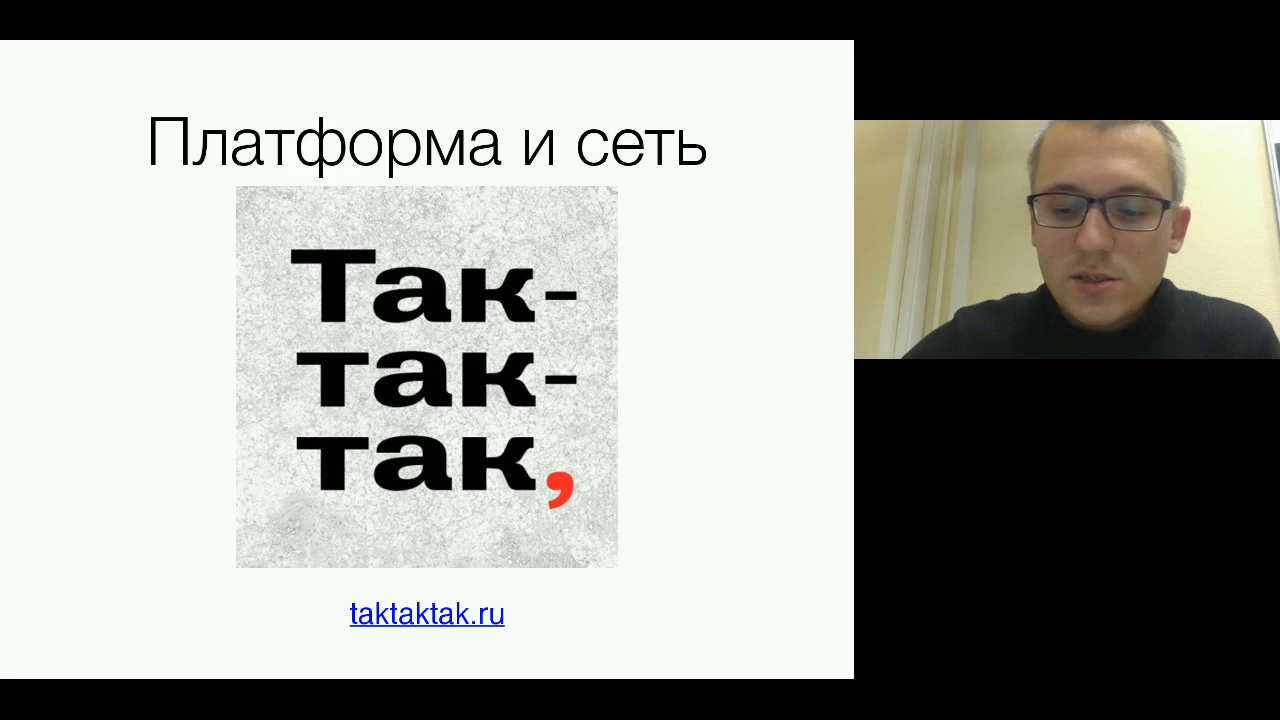 Платформа и сеть
Так-
так-
так,
taktaktak.ru